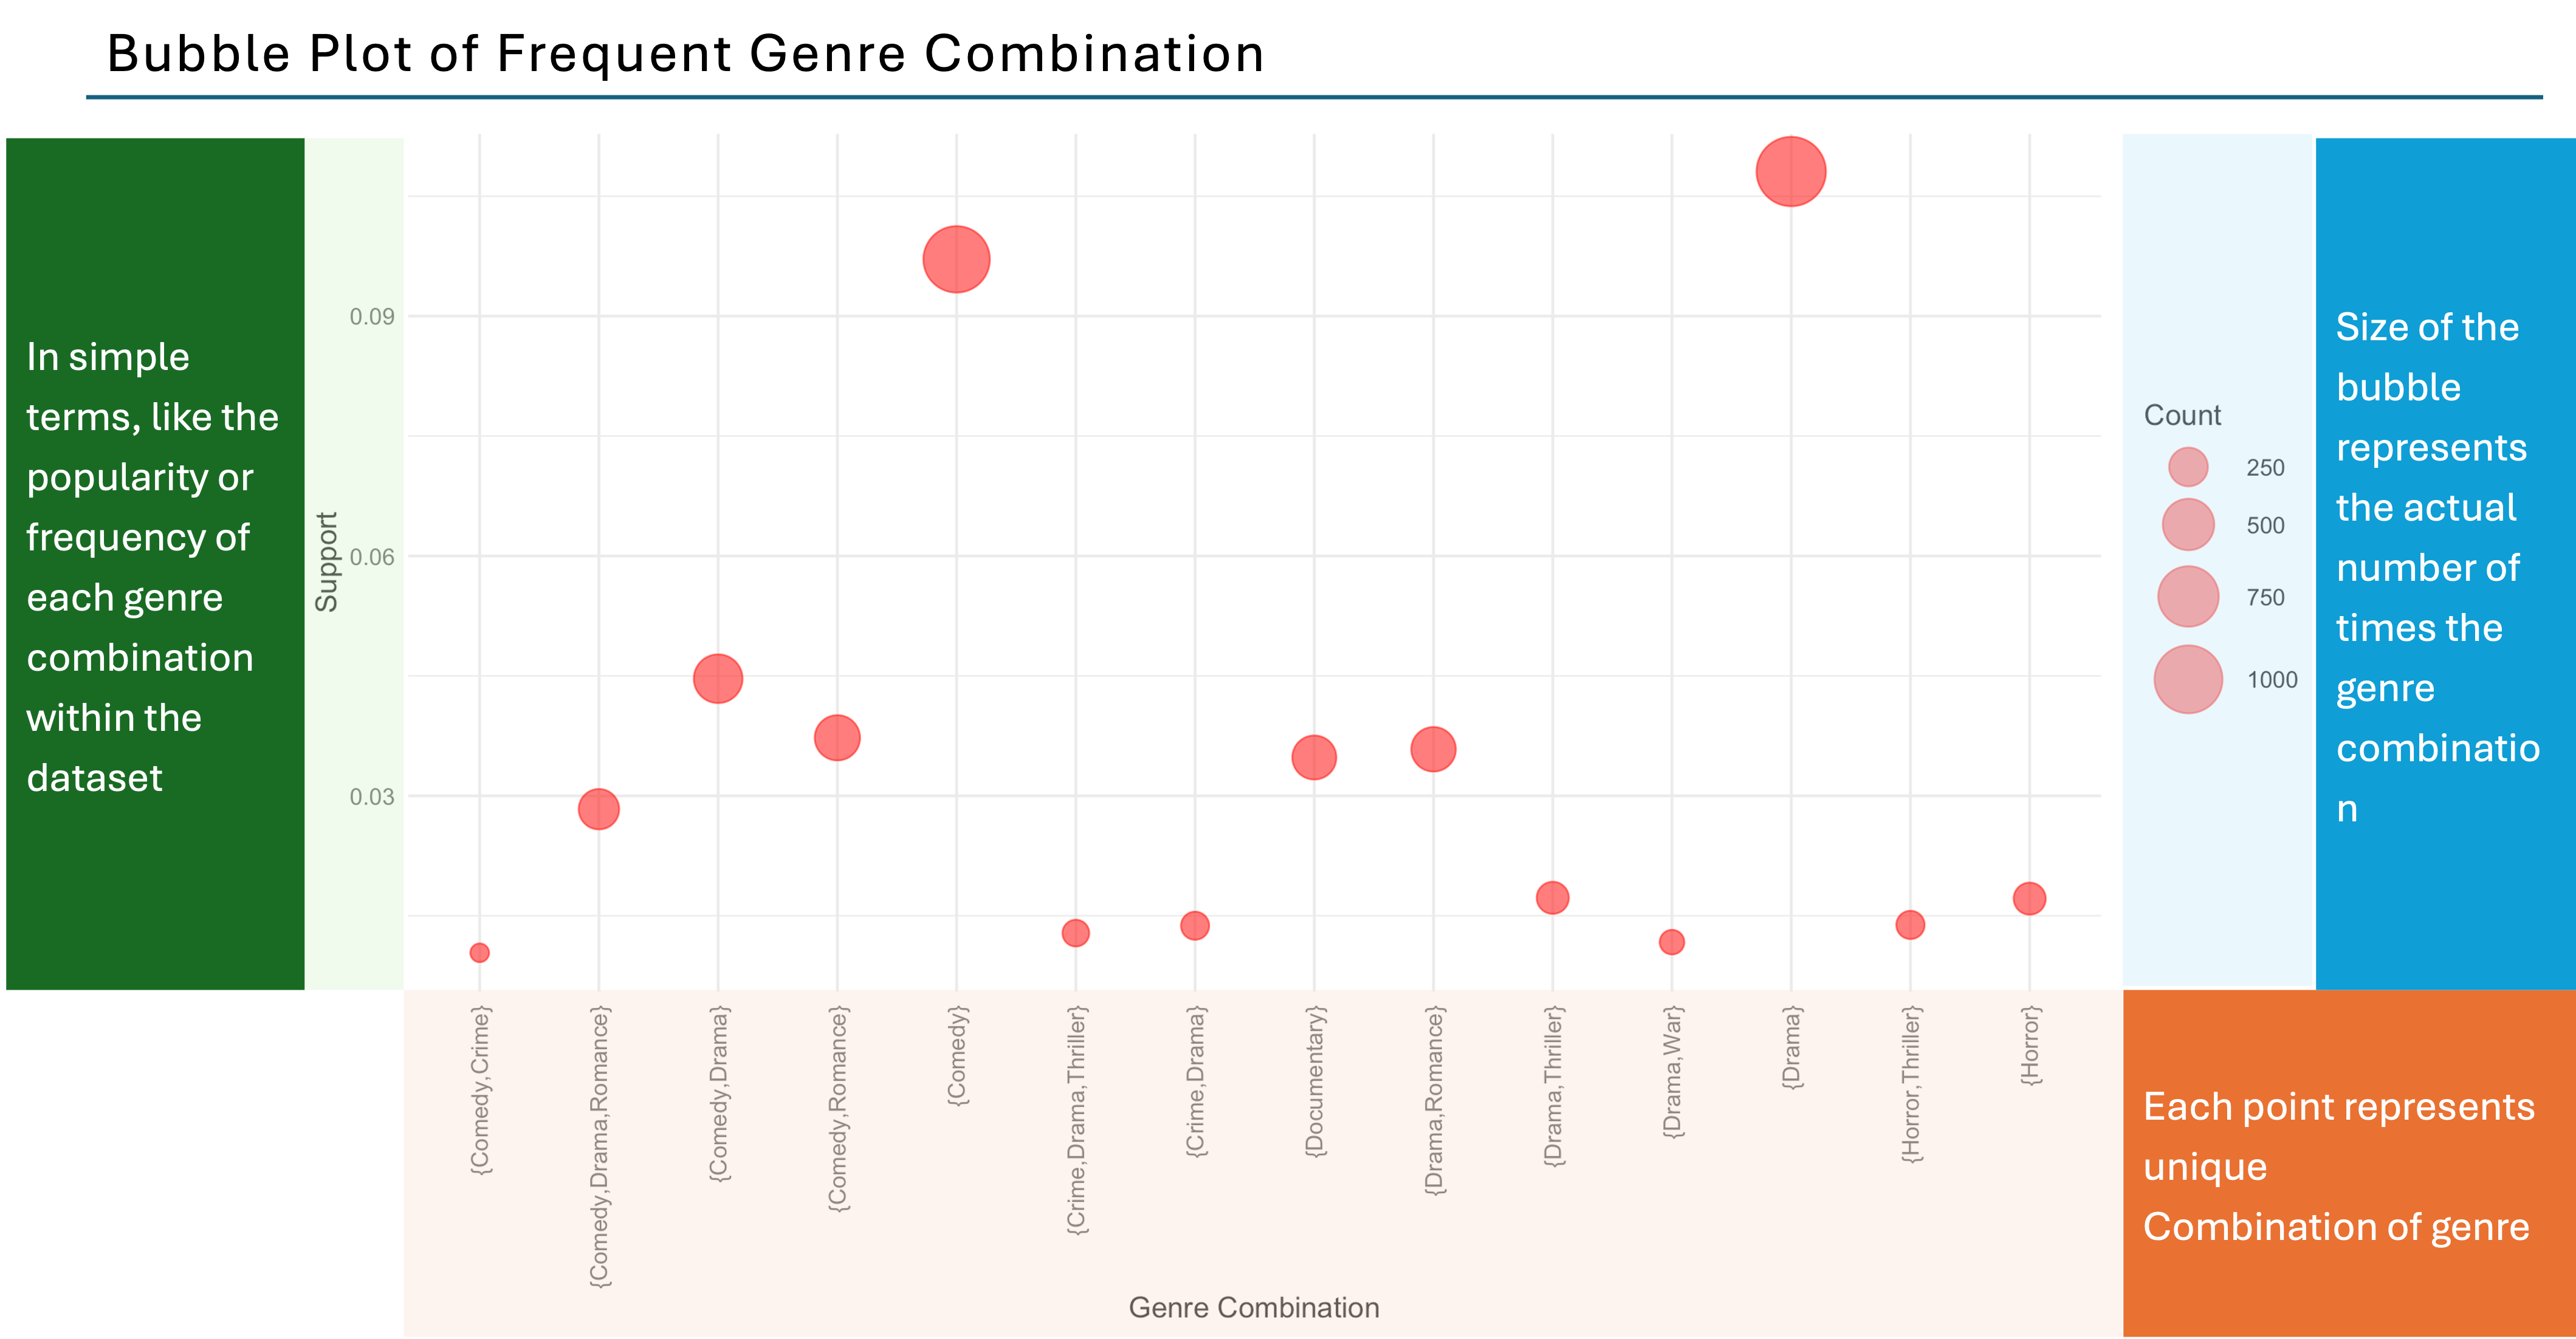 Bubble Plot of Frequent Genre Combination
In simple
terms, like the
popularity or
frequency of
each genre
combination
within the
dataset
Support
0.09
0.06
0.03
{Comedy,Crime}
{Comedy,Drama,Romance}
{Comedy,Drama}
{Comedy,Romance}
{Comedy}
{Crime,Drama,Thriller}
{Crime,Drama}
{Documentary}
{Drama,Romance}
{Drama,Thriller}
{Drama,War}
{Drama}
{Horror,Thriller}
{Horror}
Genre Combination
Count
250
500
750
1000
Size of the
bubble
represents
the actual
number of
times the
genre
combinatio
n
Each point represents
unique
Combination of genre